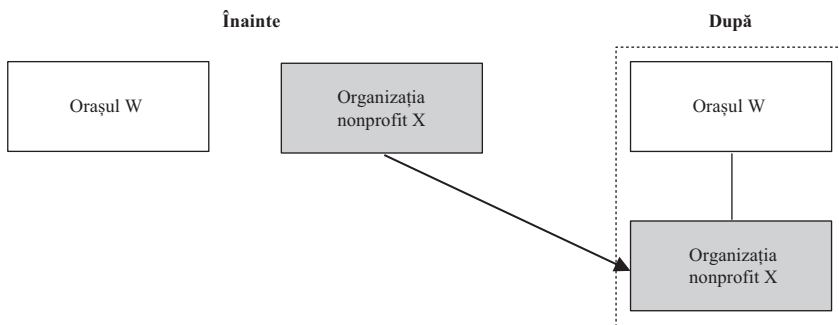 Înainte
După
Orașul W
Organizația
nonprofit X
Orașul W
Organizația
nonprofit X